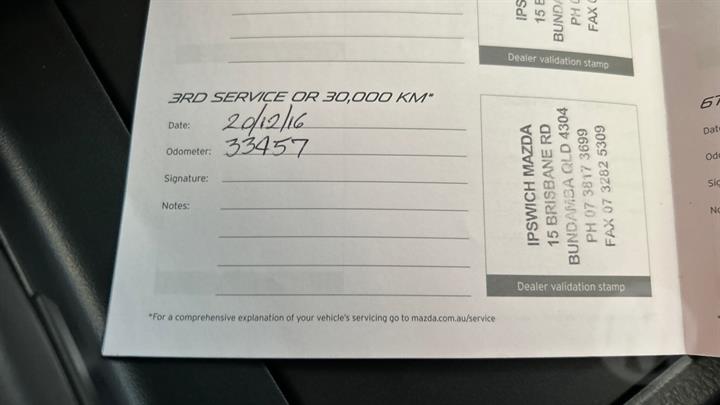 Dealer validation stamp
3RD SERVICE OR 30,000 KM*
Date: 20/12/16
Odometer: 33457
Signature:
Notes:
IPSWICH MAZDA
15 BRISBANE RD
BUNDAMBA QLD 4304
PH 07 3817 3699
FAX 07 3282 5309
Dealer validation stamp
*For a comprehensive explanation of your vehicle's servicing go to mazda.com.au/service